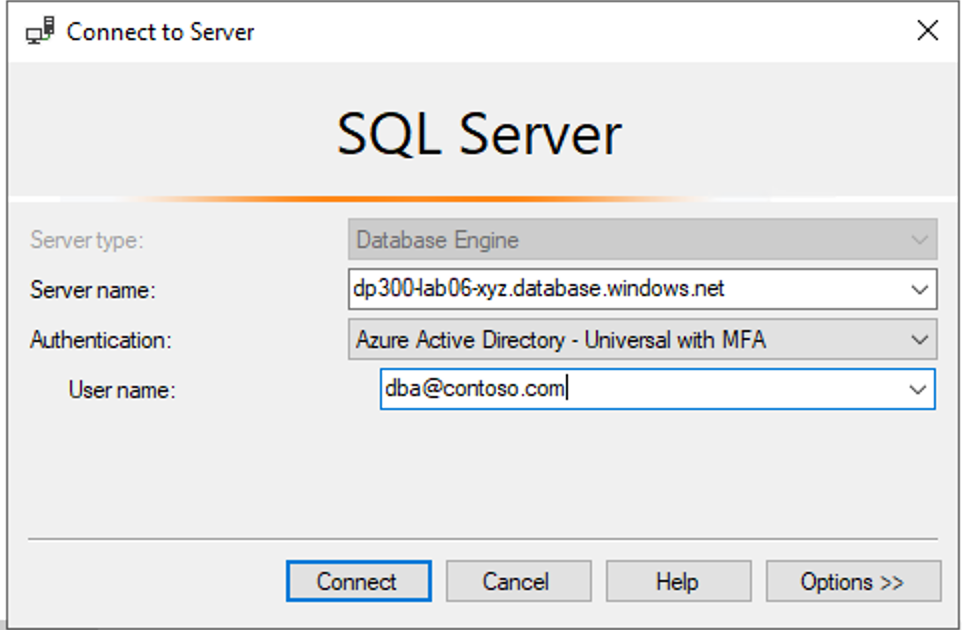 Connect to Server
SQL Server
Server type: Database Engine
Server name: dp300-lab06-xyz.database.windows.net
Authentication: Azure Active Directory - Universal with MFA
User name: dba@contoso.com
Connect Cancel Help Options >>